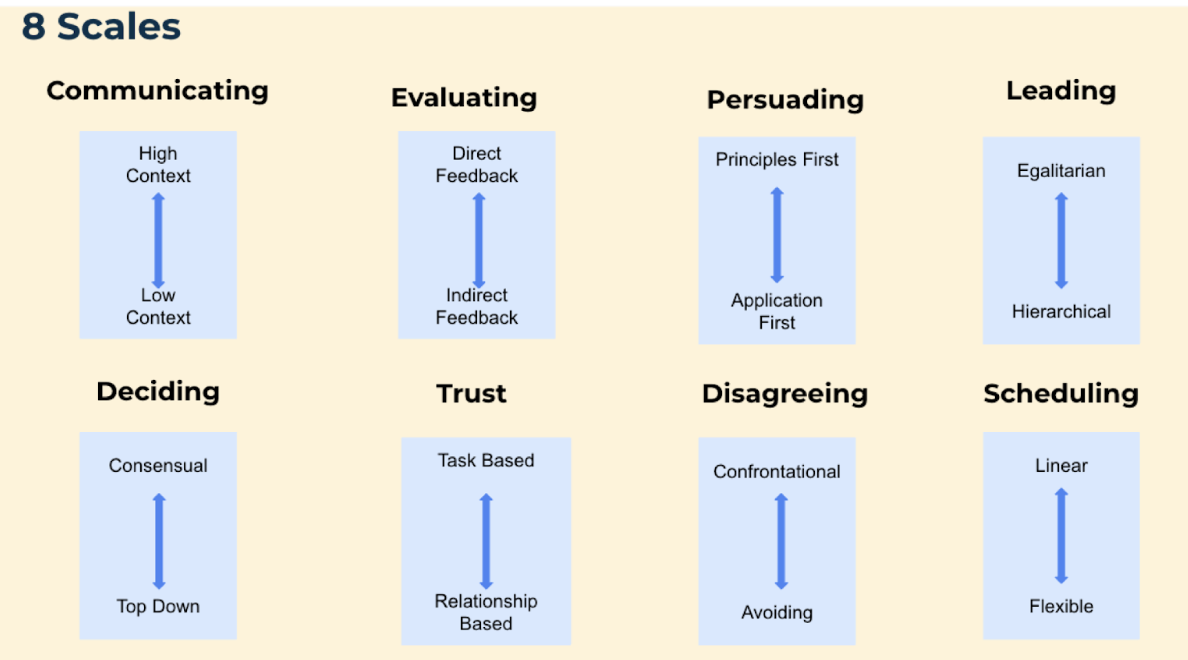 8 Scales
Communicating
High
Context
Low
Context
Evaluating
Direct
Feedback
Indirect
Feedback
Persuading
Principles First
Application
First
Leading
Egalitarian
Hierarchical
Deciding
Consensual
Top Down
Trust
Task Based
Relationship
Based
Disagreeing
Confrontational
Avoiding
Scheduling
Linear
Flexible